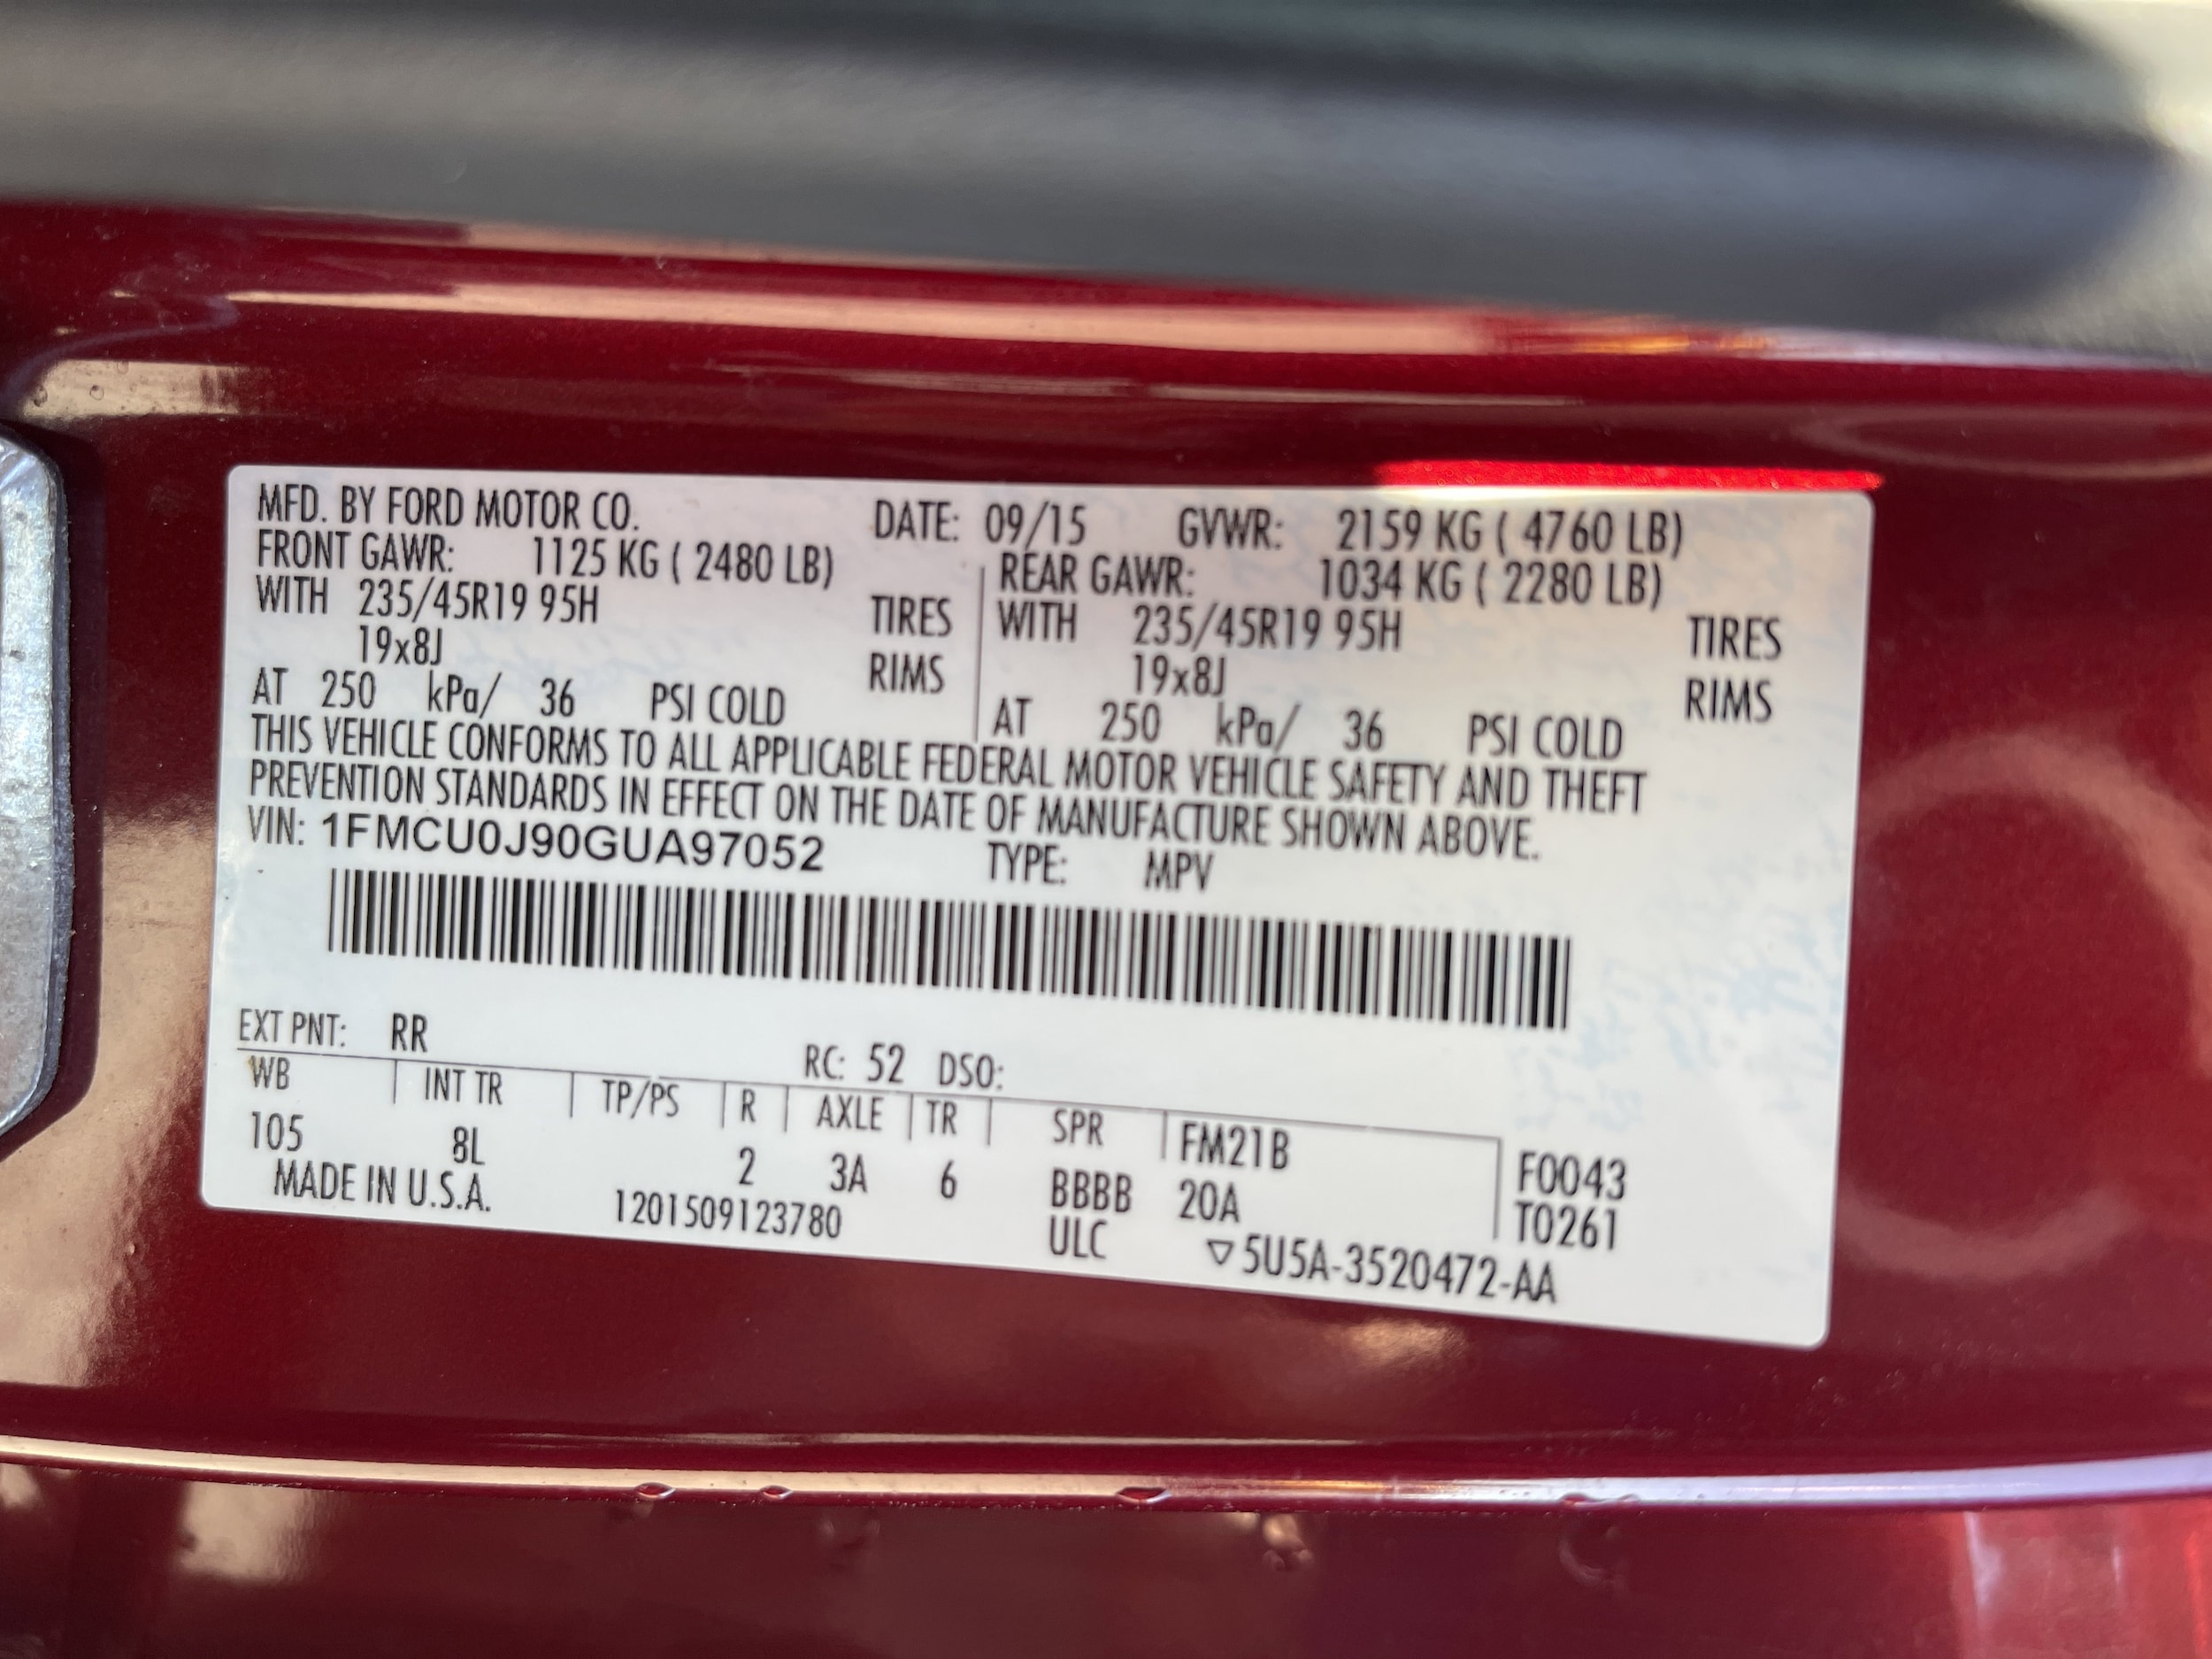 MFD. BY FORD MOTOR CO. DATE: 09/15 GVWR: 2159 KG ( 4760 LB)
FRONT GAWR: 1125 KG ( 2480 LB) REAR GAWR: 1034 KG ( 2280 LB)
WITH 235/45R19 95H TIRES WITH 235/45R19 95H TIRES
19x8J RIMS 19x8J RIMS
AT 250 kPa/ 36 PSI COLD AT 250 kPa/ 36 PSI COLD
THIS VEHICLE CONFORMS TO ALL APPLICABLE FEDERAL MOTOR VEHICLE SAFETY AND THEFT
PREVENTION STANDARDS IN EFFECT ON THE DATE OF MANUFACTURE SHOWN ABOVE.
VIN: 1FMCU0J90GUA97052 TYPE: MPV
EXT PNT: RR RC: 52 DSO:
WB INT TR TP/PS R AXLE TR SPR FM21B F0043
105 8L 2 3A 6 BBBB 20A T0261
MADE IN U.S.A. 1201509123780 ULC ▽5U5A-3520472-AA